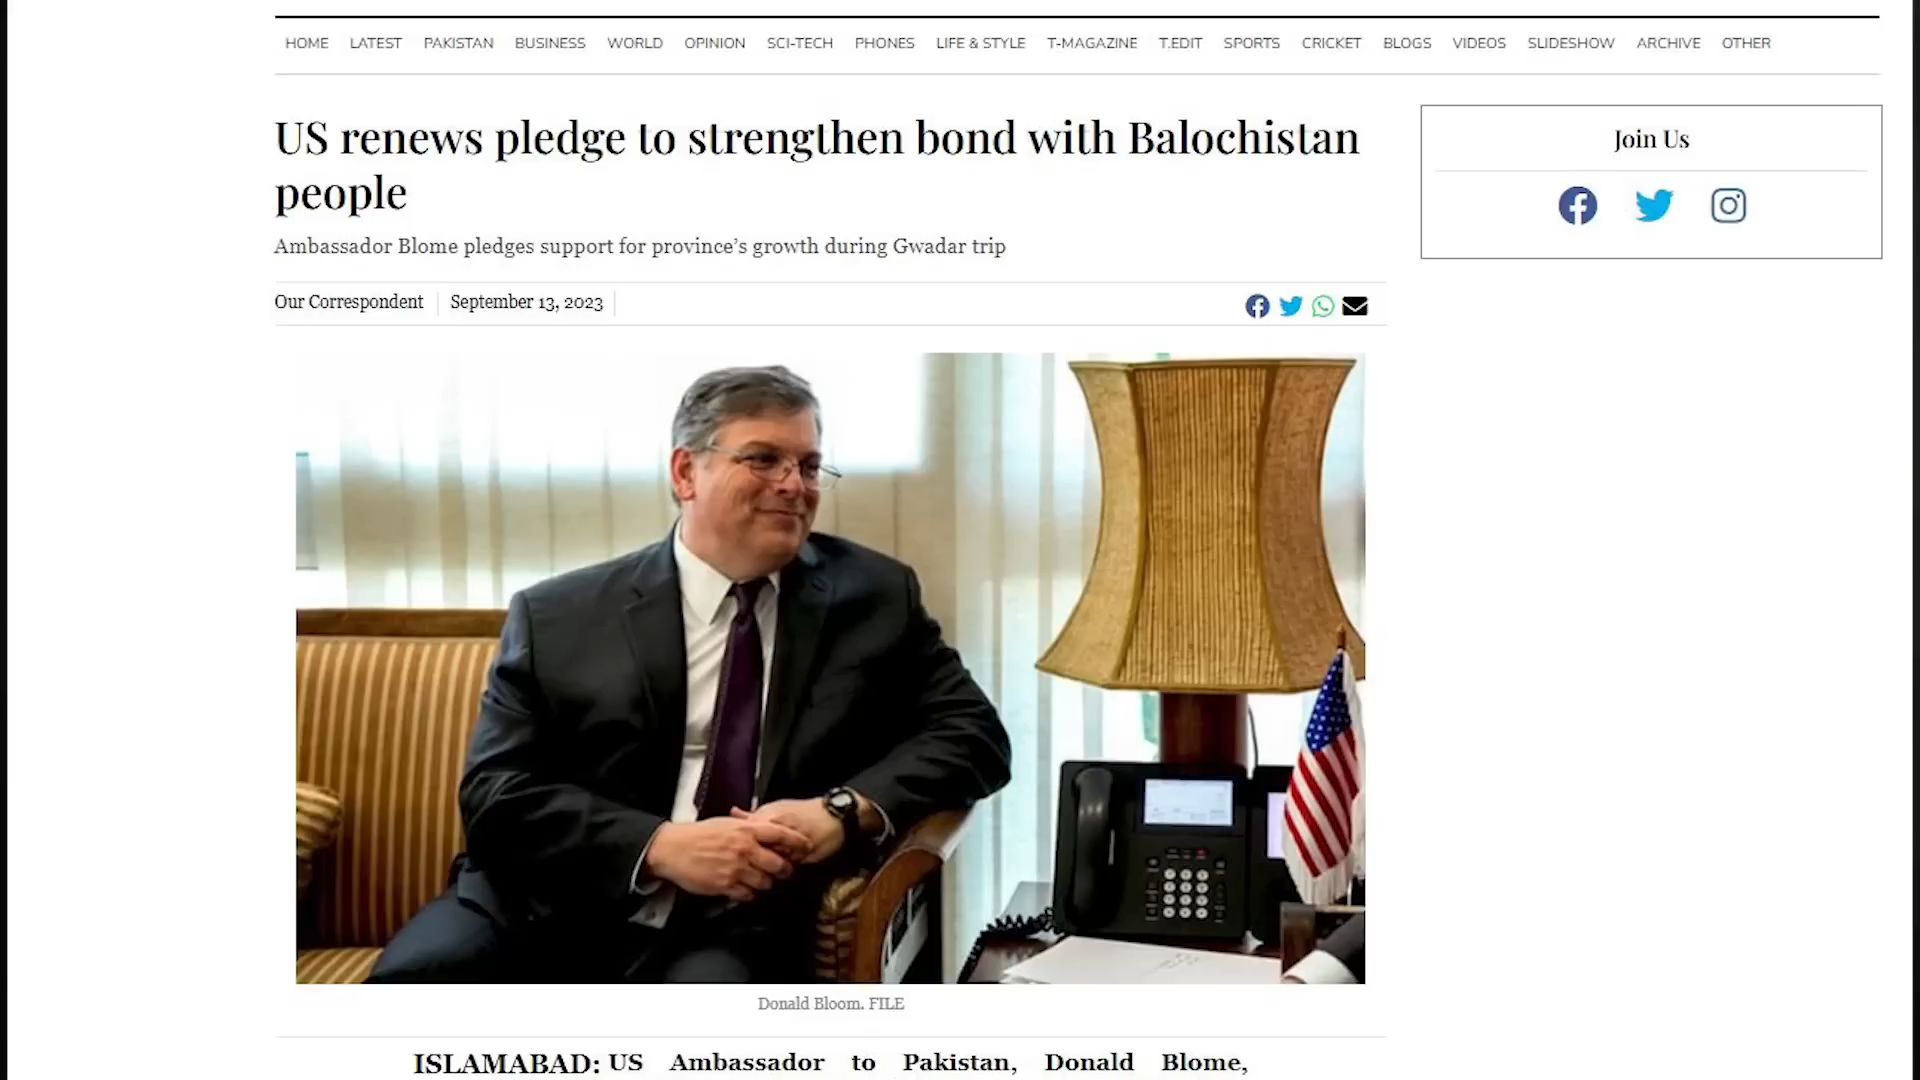 HOME LATEST PAKISTAN BUSINESS WORLD OPINION SCI-TECH PHONES LIFE & STYLE T-MAGAZINE T.EDIT SPORTS CRICKET BLOGS VIDEOS SLIDESHOW ARCHIVE OTHER
US renews pledge to strengthen bond with Balochistan
people
Ambassador Blome pledges support for province’s growth during Gwadar trip
Our Correspondent September 13, 2023
Join Us
Donald Bloom. FILE
ISLAMABAD: US Ambassador to Pakistan, Donald Blome,